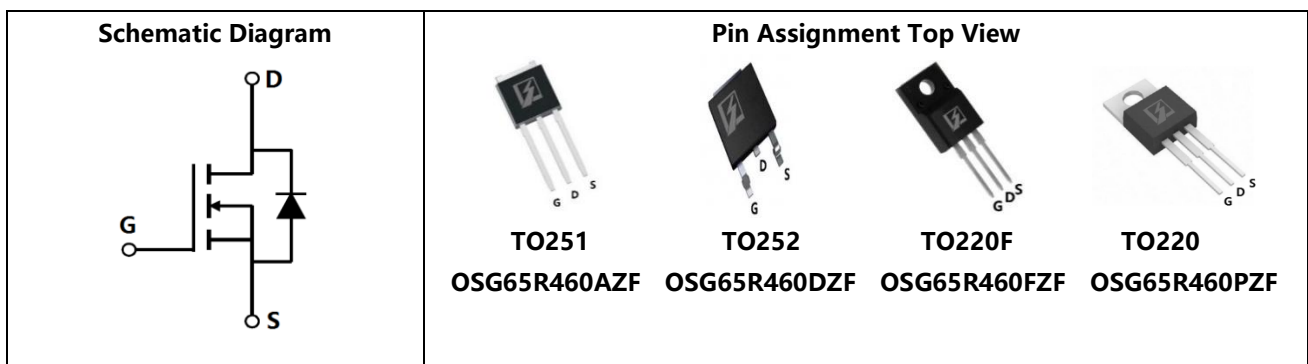 Schematic Diagram
D
G
S
Pin Assignment Top View
G D S
G D S
G D S
G D S
TO251 TO252 TO220F TO220
OSG65R460AZF OSG65R460DZF OSG65R460FZF OSG65R460PZF